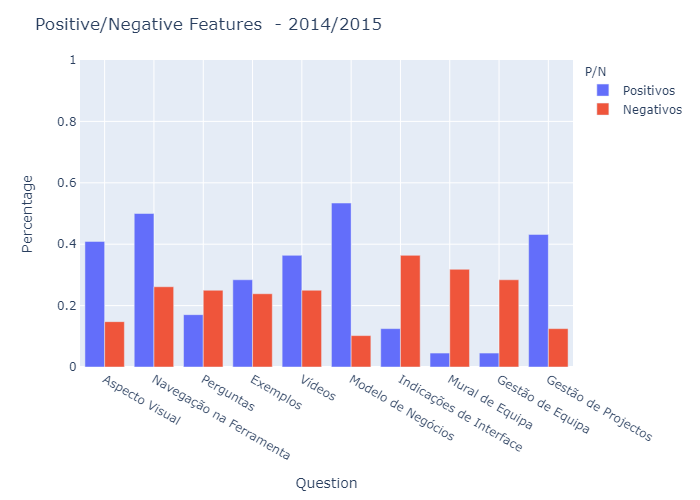 Positive/Negative Features - 2014/2015
P/N
Positivos
Negativos
Percentage
1
0.8
0.6
0.4
0.2
0
Aspecto Visual
Navegação na Ferramenta
Perguntas
Exemplos
Vídeos
Modelo de Negócios
Indicações de Interface
Mural de Equipa
Gestão de Equipa
Gestão de Projectos
Question